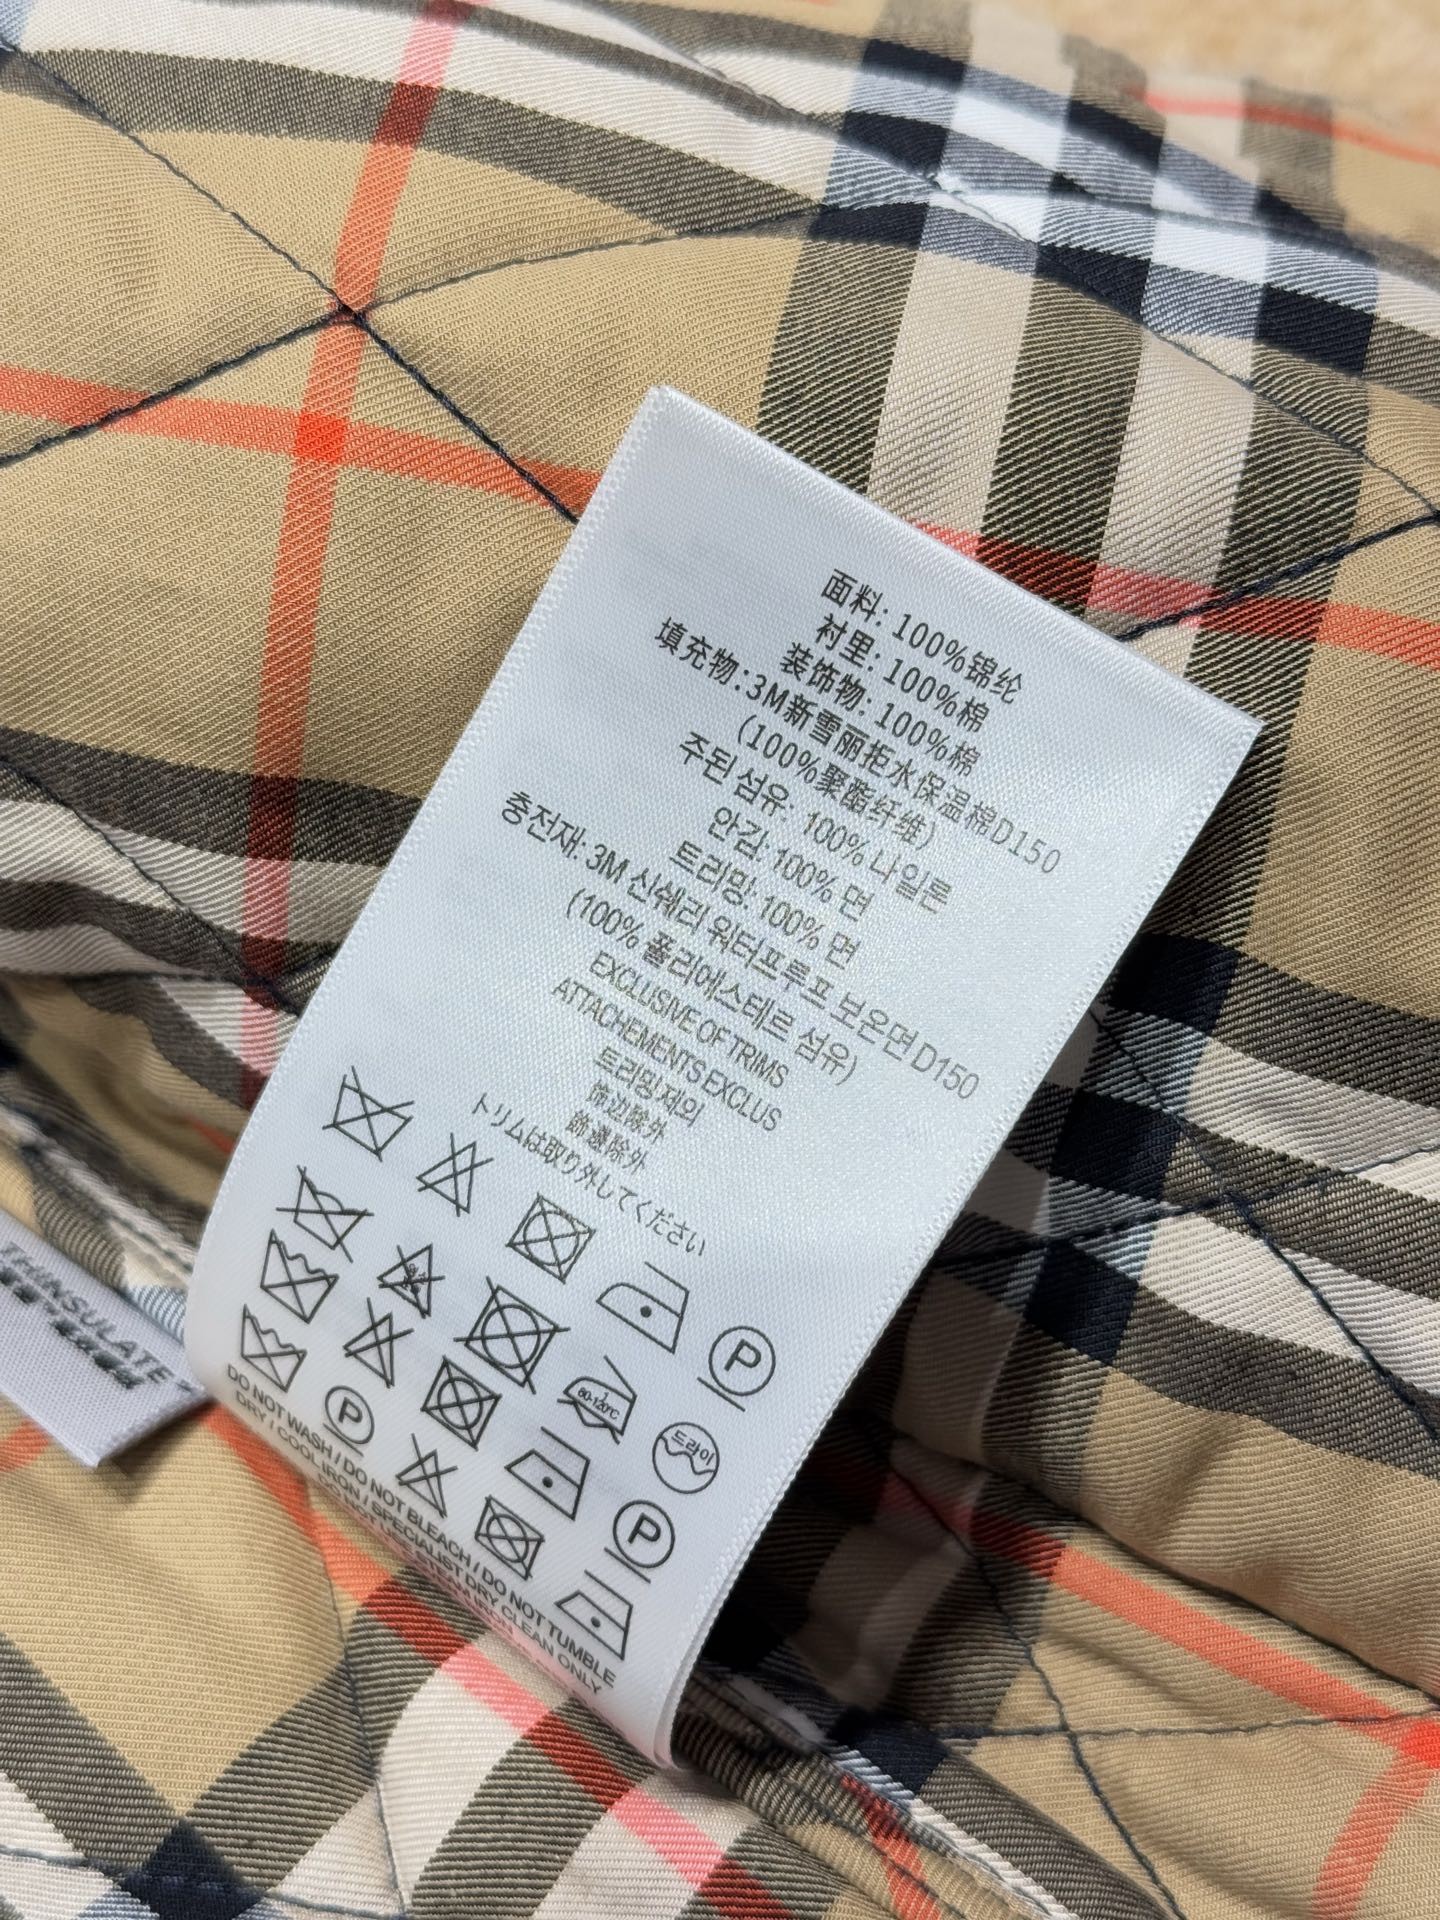 面料: 100%锦纶
衬里: 100%棉
装饰物: 100%棉
填充物:3M新雪丽拒水保温棉D150
(100%聚酯纤维)
주된 섬유: 100% 나일론
안감: 100% 면
트리밍: 100% 면
충전재: 3M 신쉐리 워터프루프 보온면 D150
(100% 폴리에스테르 섬유)
EXCLUSIVE OF TRIMS
ATTACHEMENTS EXCLUS
트리밍제외
饰边除外
飾邊除外
トリムは取り外してください
P
80-120℃
드라이
P
P
DO NOT WASH / DO NOT BLEACH / DO NOT TUMBLE
DRY / COOL IRON / SPECIALIST DRY CLEAN ONLY
THINSULATE